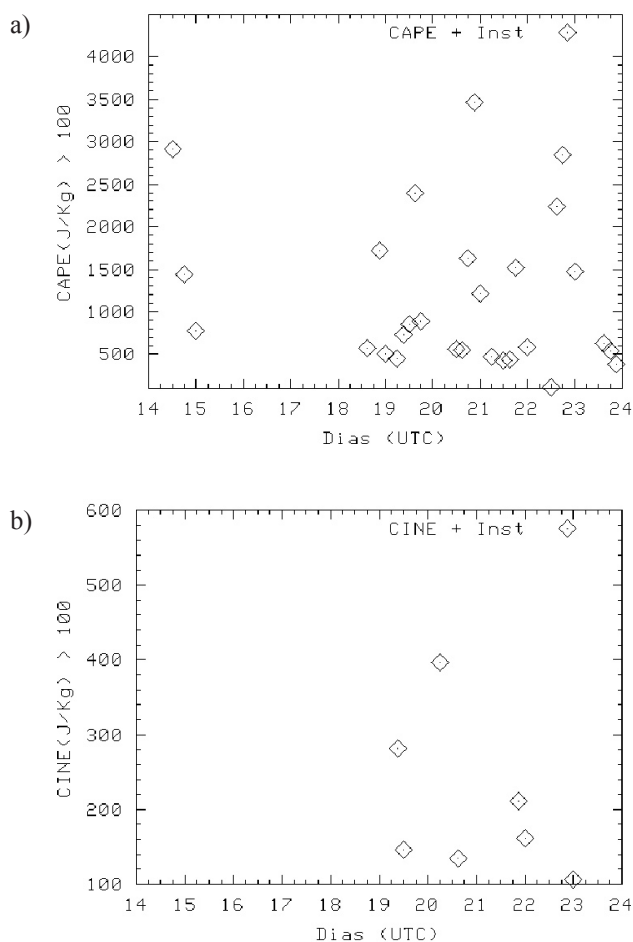 a)
CAPE + Inst
4000
3500
3000
2500
2000
1500
1000
500
CAPE(J/Kg) > 100
14 15 16 17 18 19 20 21 22 23 24
Dias (UTC)
b)
CINE + Inst
600
500
400
300
200
100
CINE(J/Kg) > 100
14 15 16 17 18 19 20 21 22 23 24
Dias (UTC)